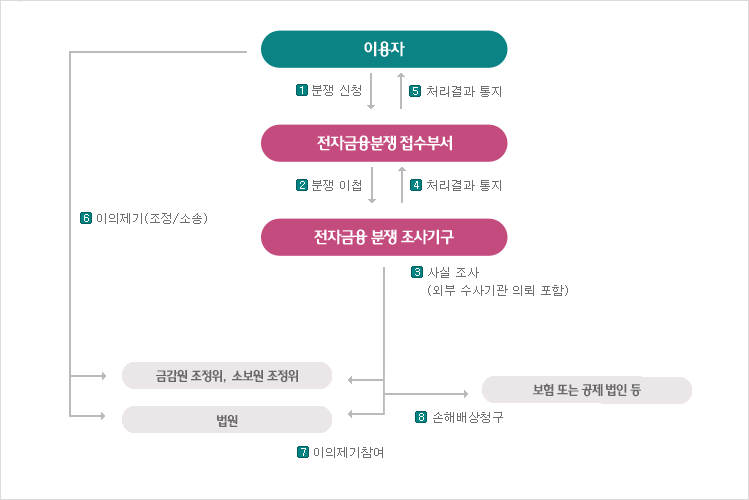 이용자
1 분쟁 신청
5 처리결과 통지
전자금융분쟁 접수부서
2 분쟁 이첩
4 처리결과 통지
6 이의제기(조정/소송)
전자금융 분쟁 조사기구
3 사실 조사
(외부 수사기관 의뢰 포함)
금감원 조정위, 소보원 조정위
보험 또는 공제 법인 등
법원
8 손해배상청구
7 이의제기참여